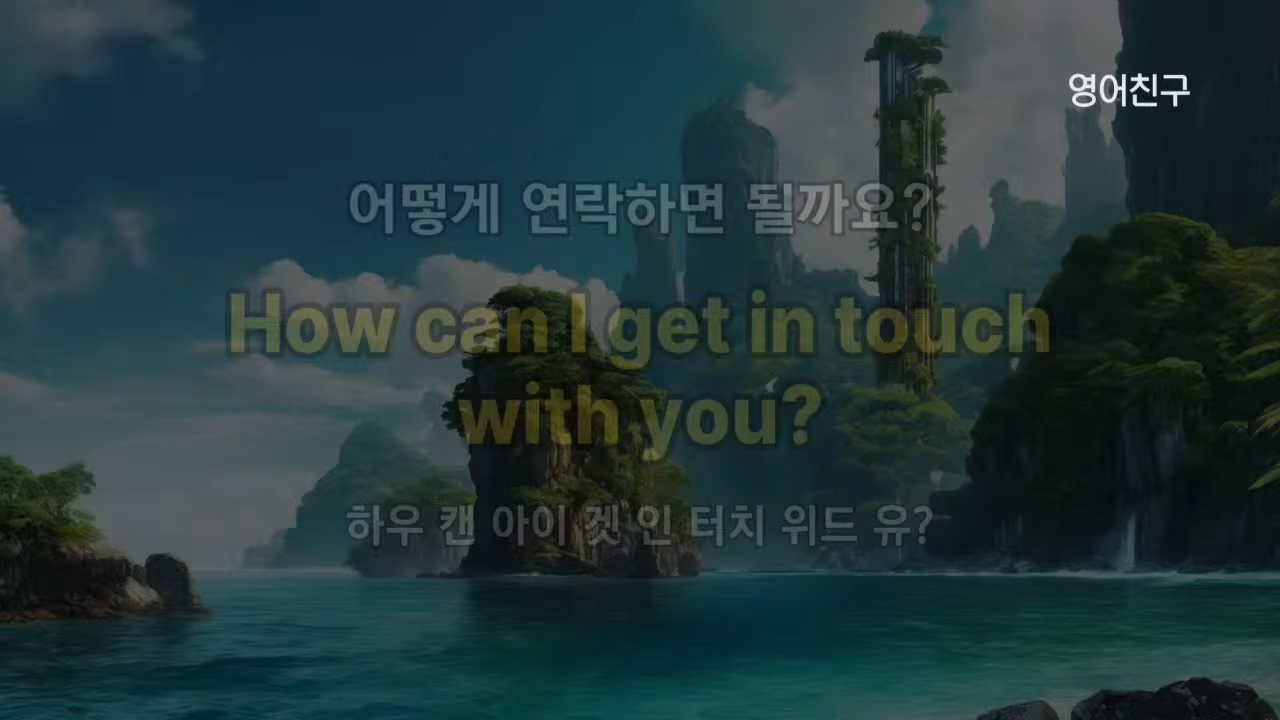 영어친구
어떻게 연락하면 될까요?
How can I get in touch
with you?
하우 캔 아이 겟 인 터치 위드 유?